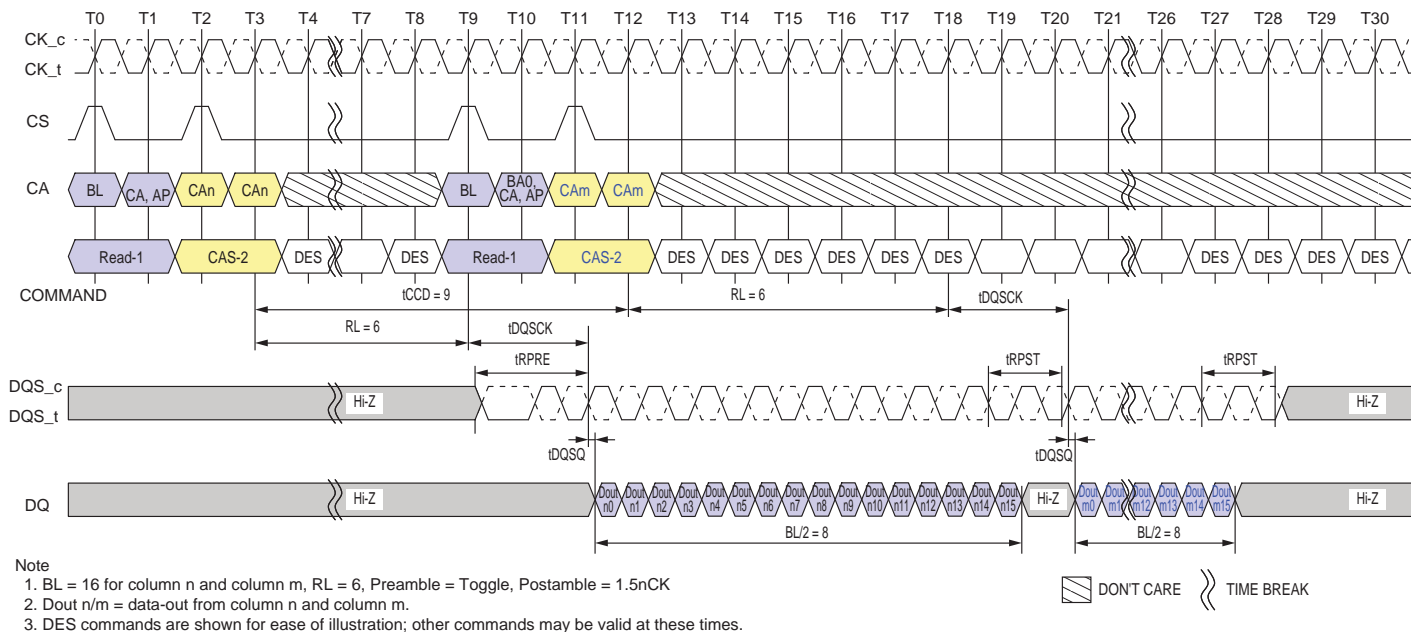 T0 T1 T2 T3 T4 T7 T8 T9 T10 T11 T12 T13 T14 T15 T16 T17 T18 T19 T20 T21 T26 T27 T28 T29 T30
CK_c
CK_t
CS
CA BL CA, AP CAn CAn BL BA0, CA, AP CAm CAm
Read-1 CAS-2 DES DES Read-1 CAS-2 DES DES DES DES DES DES DES DES DES DES
COMMAND
tCCD = 9 RL = 6 tDQSCK
RL = 6 tDQSCK
tRPRE tRPST tRPST
DQS_c
DQS_t
Hi-Z Hi-Z
tDQSQ tDQSQ
DQ Hi-Z Dout n0 Dout n1 Dout n2 Dout n3 Dout n4 Dout n5 Dout n6 Dout n7 Dout n8 Dout n9 Dout n10 Dout n11 Dout n12 Dout n13 Dout n14 Dout n15 Hi-Z Dout m0 Dout m1 Dout m12 Dout m13 Dout m14 Dout m15 Hi-Z
BL/2 = 8 BL/2 = 8
Note
1. BL = 16 for column n and column m, RL = 6, Preamble = Toggle, Postamble = 1.5nCK
2. Dout n/m = data-out from column n and column m.
3. DES commands are shown for ease of illustration; other commands may be valid at these times.
DON'T CARE TIME BREAK